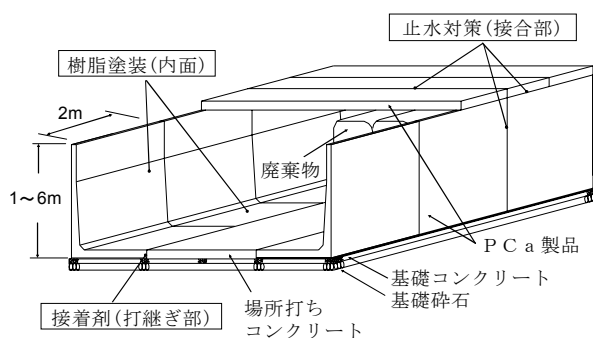 止水対策(接合部)
樹脂塗装(内面)
2m
廃棄物
1～6m
PCa製品
基礎コンクリート
基礎砕石
接着剤(打継ぎ部)
場所打ち
コンクリート